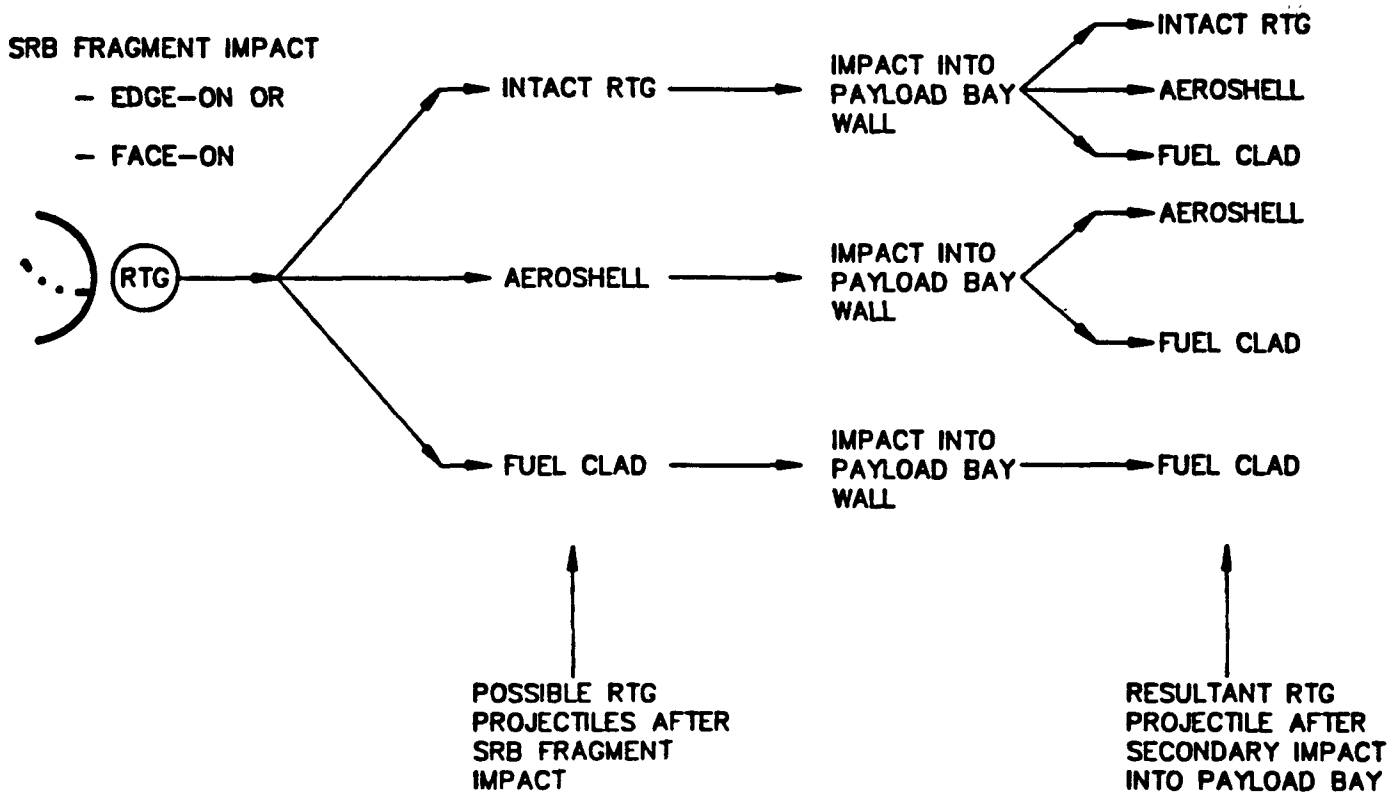 SRB FRAGMENT IMPACT
- EDGE-ON OR
- FACE-ON
RTG
INTACT RTG
IMPACT INTO
PAYLOAD BAY
WALL
INTACT RTG
AEROSHELL
FUEL CLAD
AEROSHELL
IMPACT INTO
PAYLOAD BAY
WALL
AEROSHELL
FUEL CLAD
FUEL CLAD
IMPACT INTO
PAYLOAD BAY
WALL
FUEL CLAD
POSSIBLE RTG
PROJECTILES AFTER
SRB FRAGMENT
IMPACT
RESULTANT RTG
PROJECTILE AFTER
SECONDARY IMPACT
INTO PAYLOAD BAY